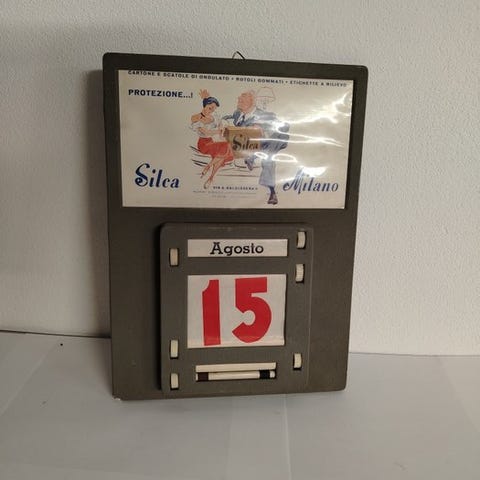 CARTONE E SCATOLE DI ONDULATO • ROTOLI GOMMATI • ETICHETTE A RILIEVO
PROTEZIONE...!
Silca
Silca Milano
Agosto
15